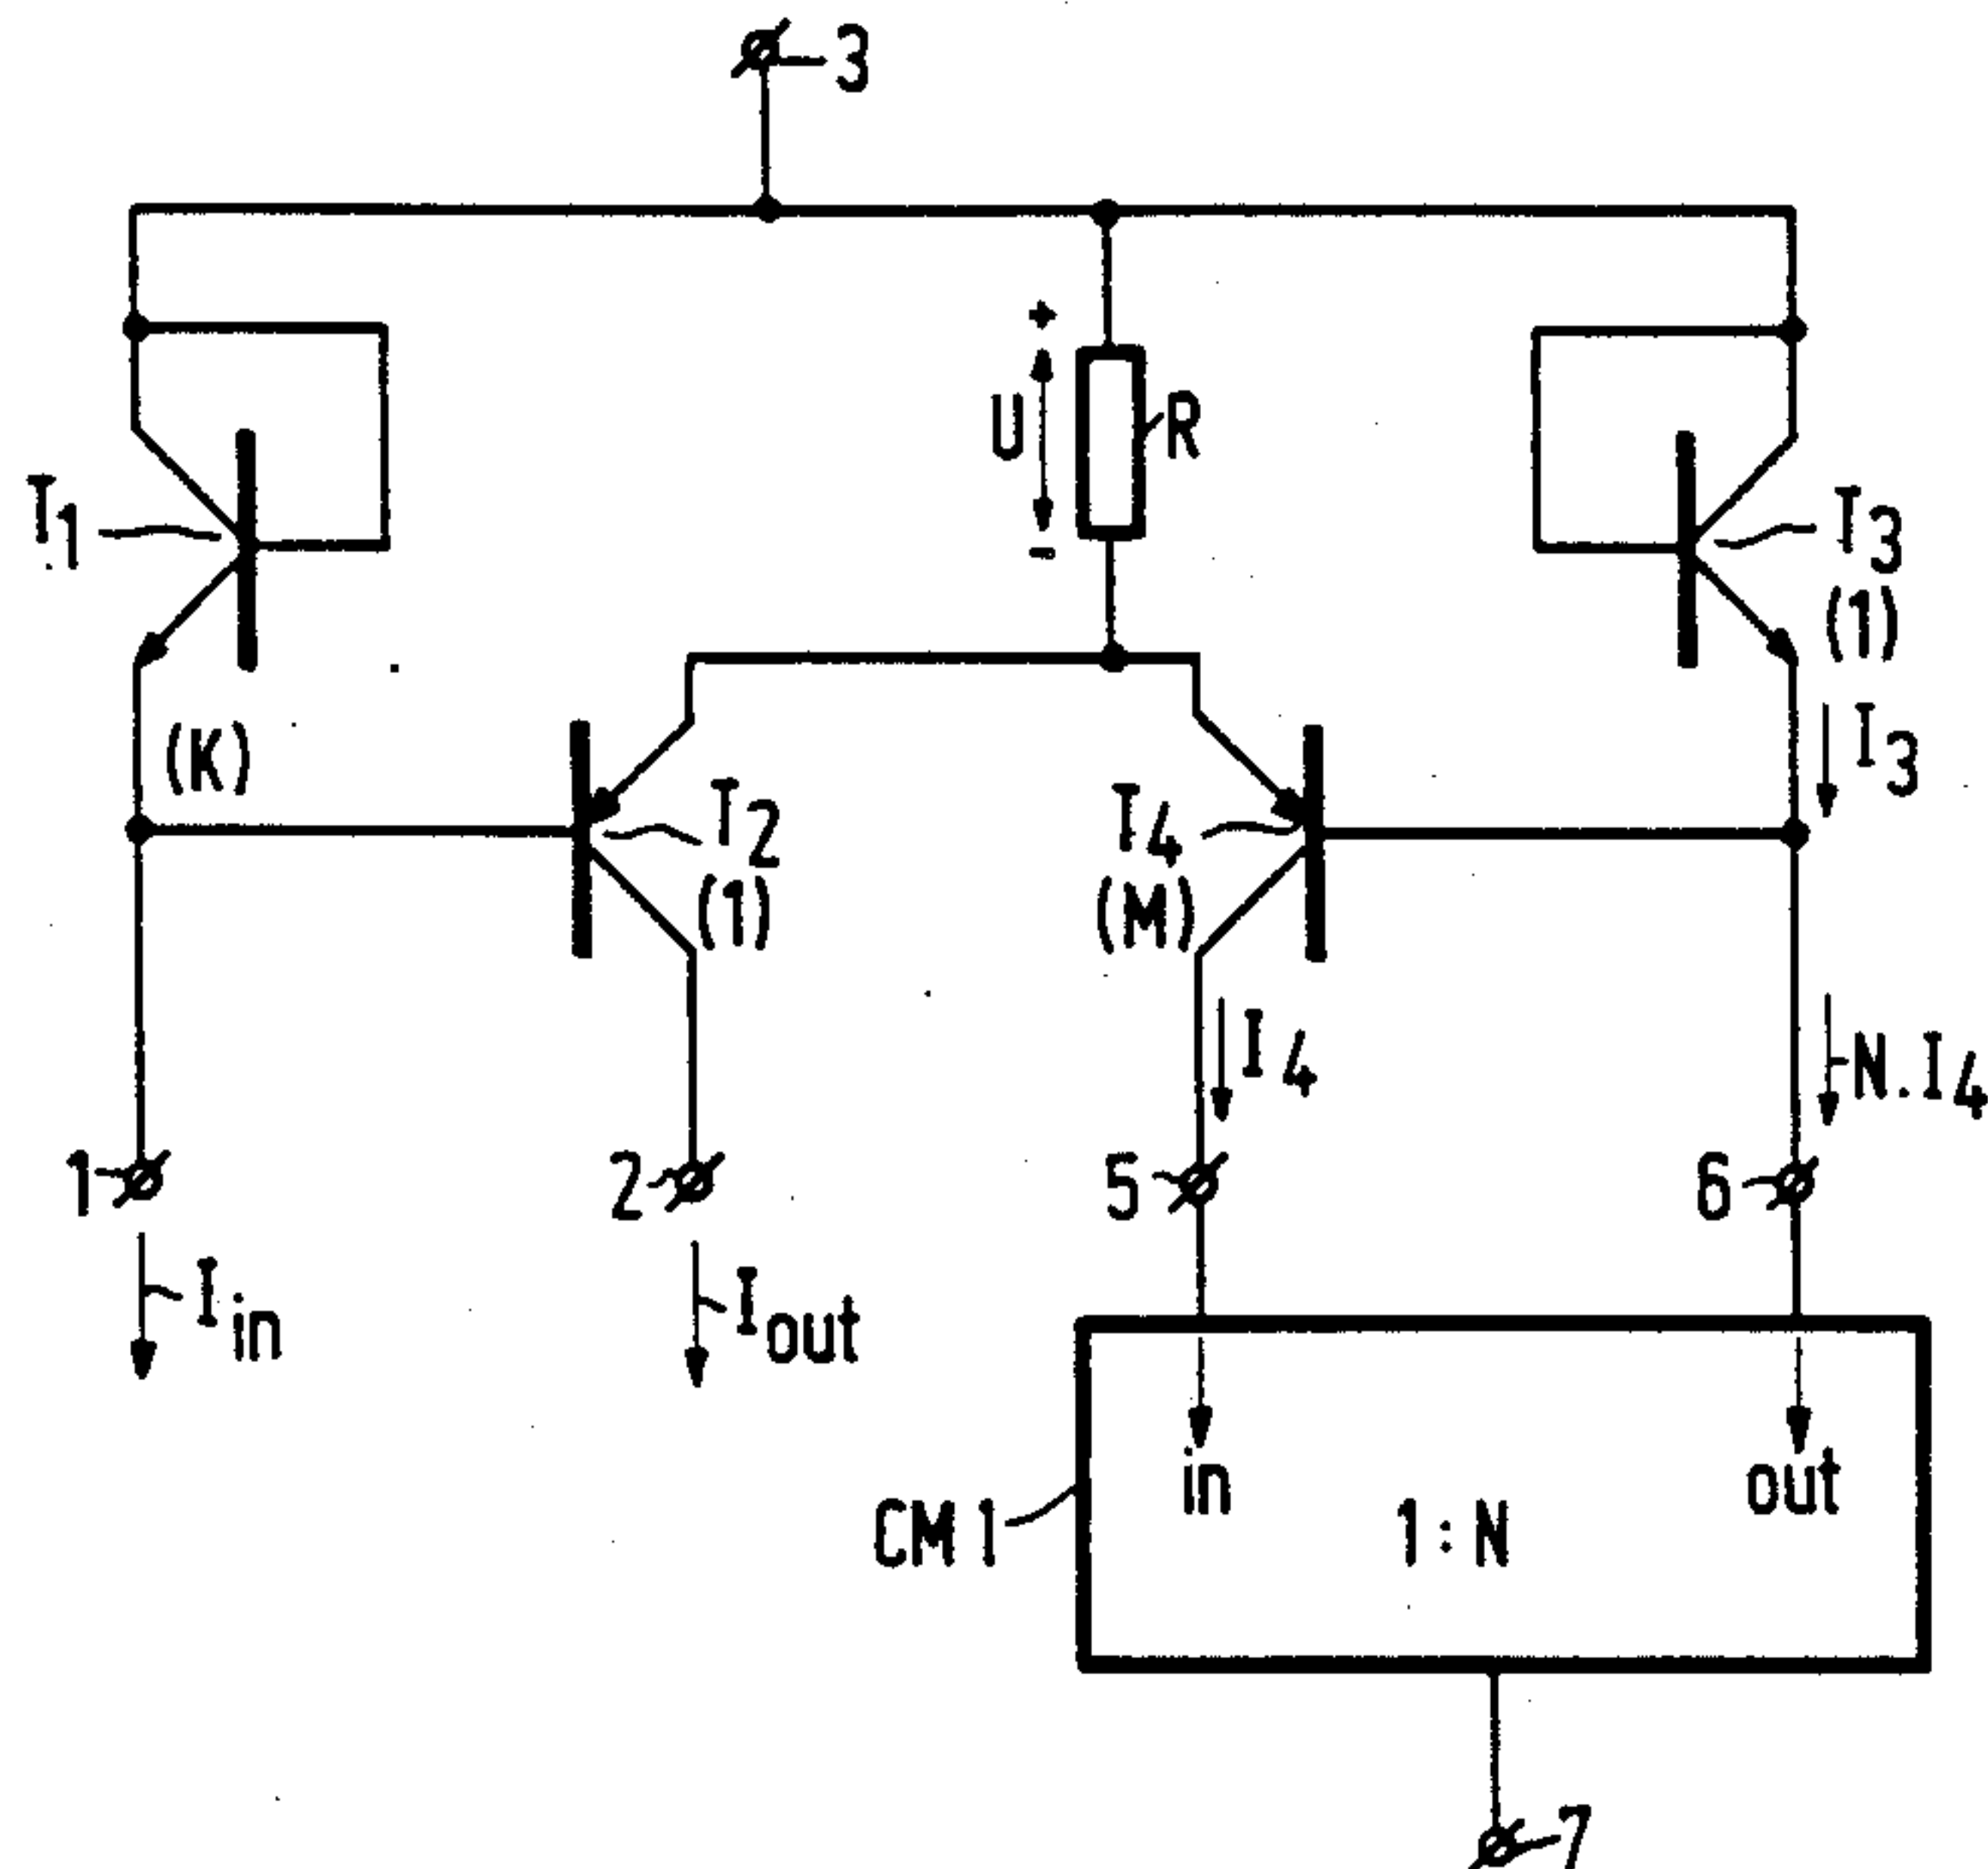 3
+
U
R
-
T1
T3
(1)
(K)
I3
T2
(1)
T4
(M)
I4
N.I4
1
2
5
6
Iin
Iout
in
out
CM1
1:N
7